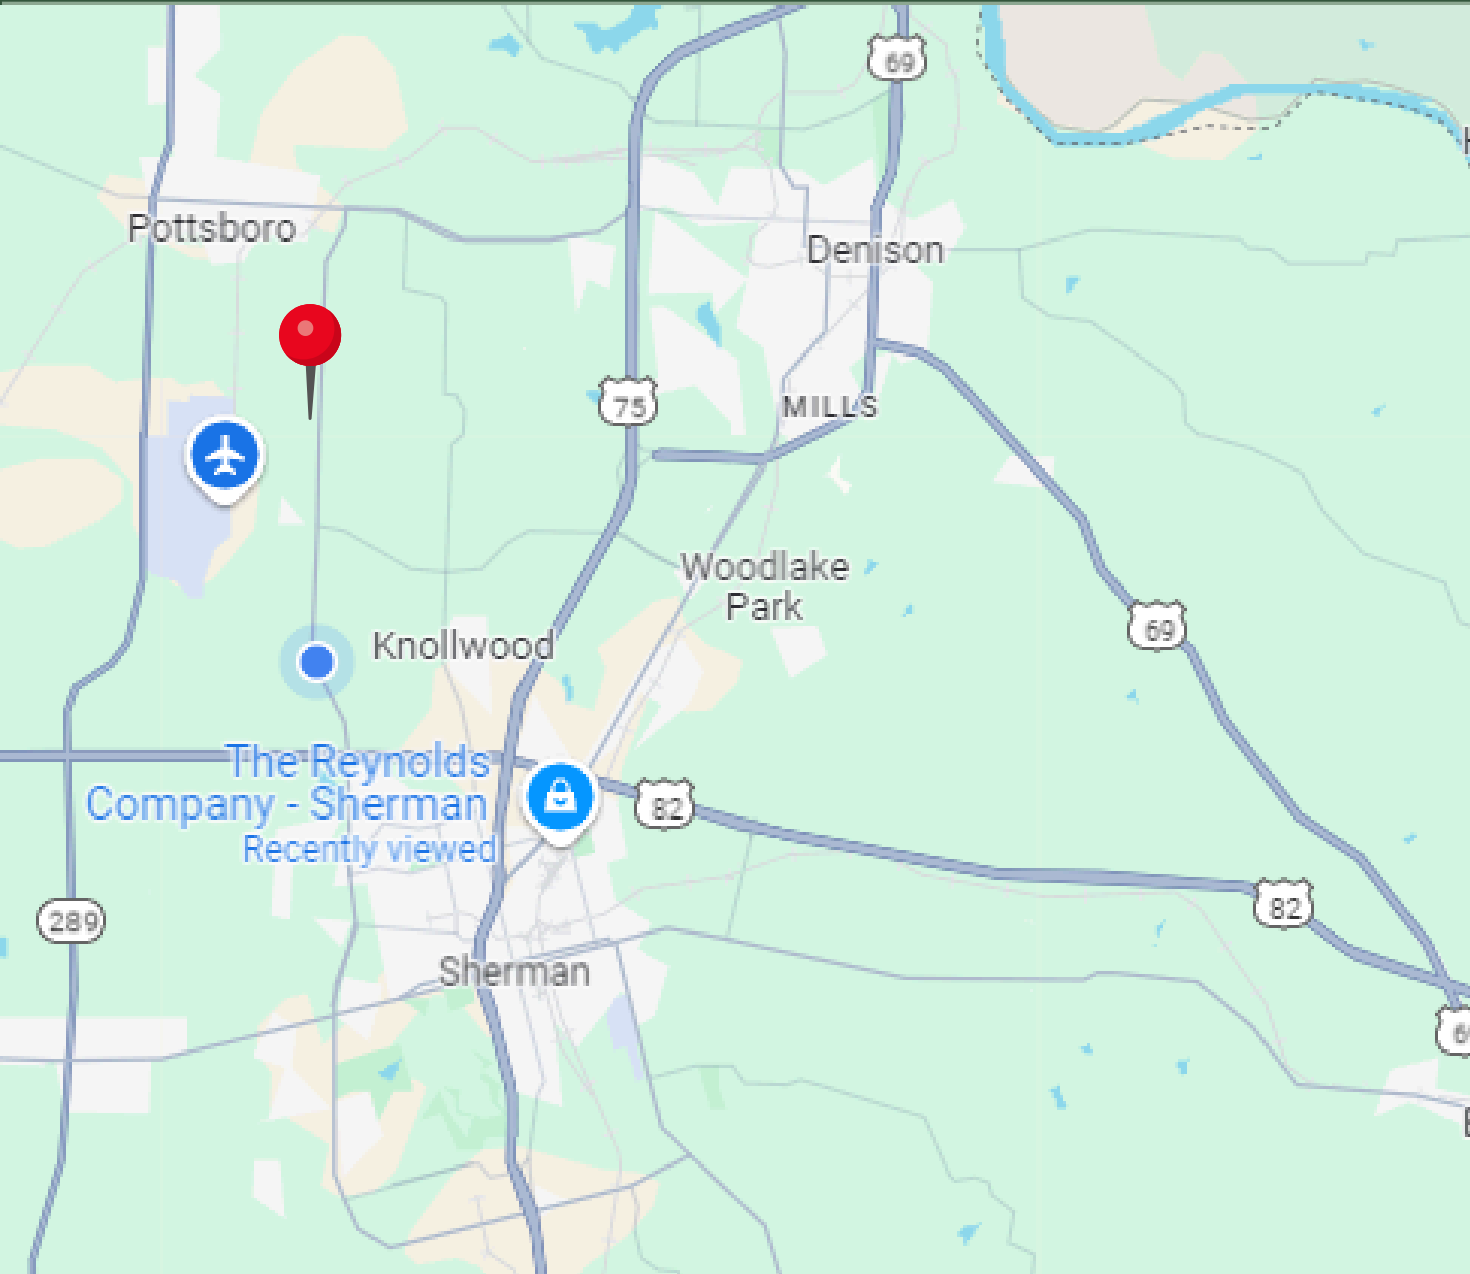 69
Pottsboro
Denison
75
MILLS
Woodlake
Park
69
Knollwood
The Reynolds
Company - Sherman
Recently viewed
82
82
289
Sherman